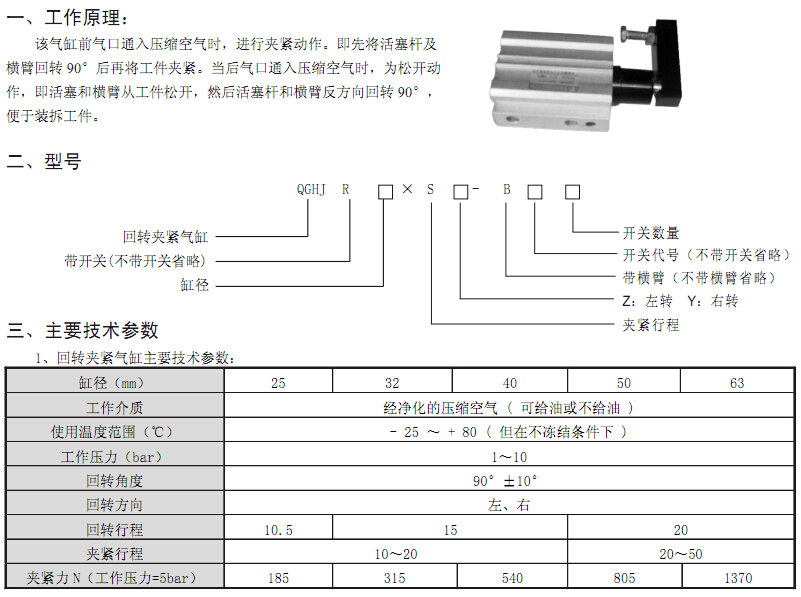 一、工作原理：
该气缸前气口通入压缩空气时，进行夹紧动作。即先将活塞杆及
横臂回转90°后再将工件夹紧。当后气口通入压缩空气时，为松开动
作，即活塞和横臂从工件松开，然后活塞杆和横臂反方向回转90°，
便于装拆工件。
二、型号
QGHJ R □ × S □ - B □ □
回转夹紧气缸
带开关(不带开关省略)
缸径
开关数量
开关代号（不带开关省略）
带横臂（不带横臂省略）
Z：左转 Y：右转
夹紧行程
三、主要技术参数
1、回转夹紧气缸主要技术参数：
缸径（mm） 25 32 40 50 63
工作介质 经净化的压缩空气（可给油或不给油）
使用温度范围（℃） －25 ～ ＋80（但在不冻结条件下）
工作压力（bar） 1～10
回转角度 90°±10°
回转方向 左、右
回转行程 10.5 15 20
夹紧行程 10～20 20～50
夹紧力N（工作压力=5bar） 185 315 540 805 1370